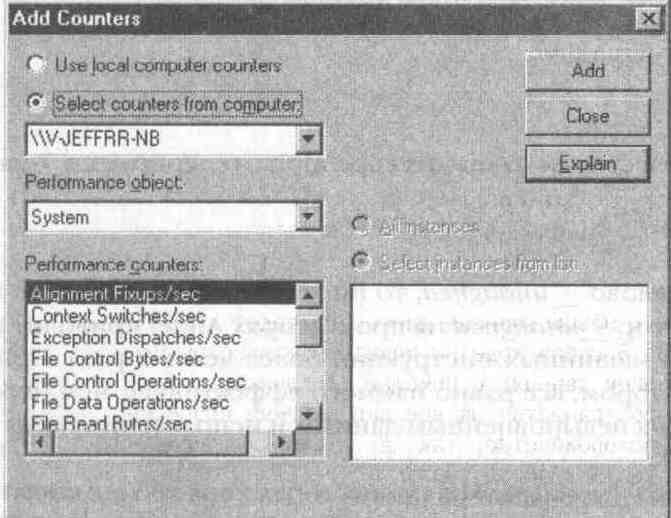 Add Counters
Use local computer counters
Select counters from computer:
\\V-JEFFRR-NB
Performance object:
System
Performance counters:
Alignment Fixups/sec
Context Switches/sec
Exception Dispatches/sec
File Control Bytes/sec
File Control Operations/sec
File Data Operations/sec
File Read Bytes/sec
Add
Close
Explain
All instances
Select instances from list: